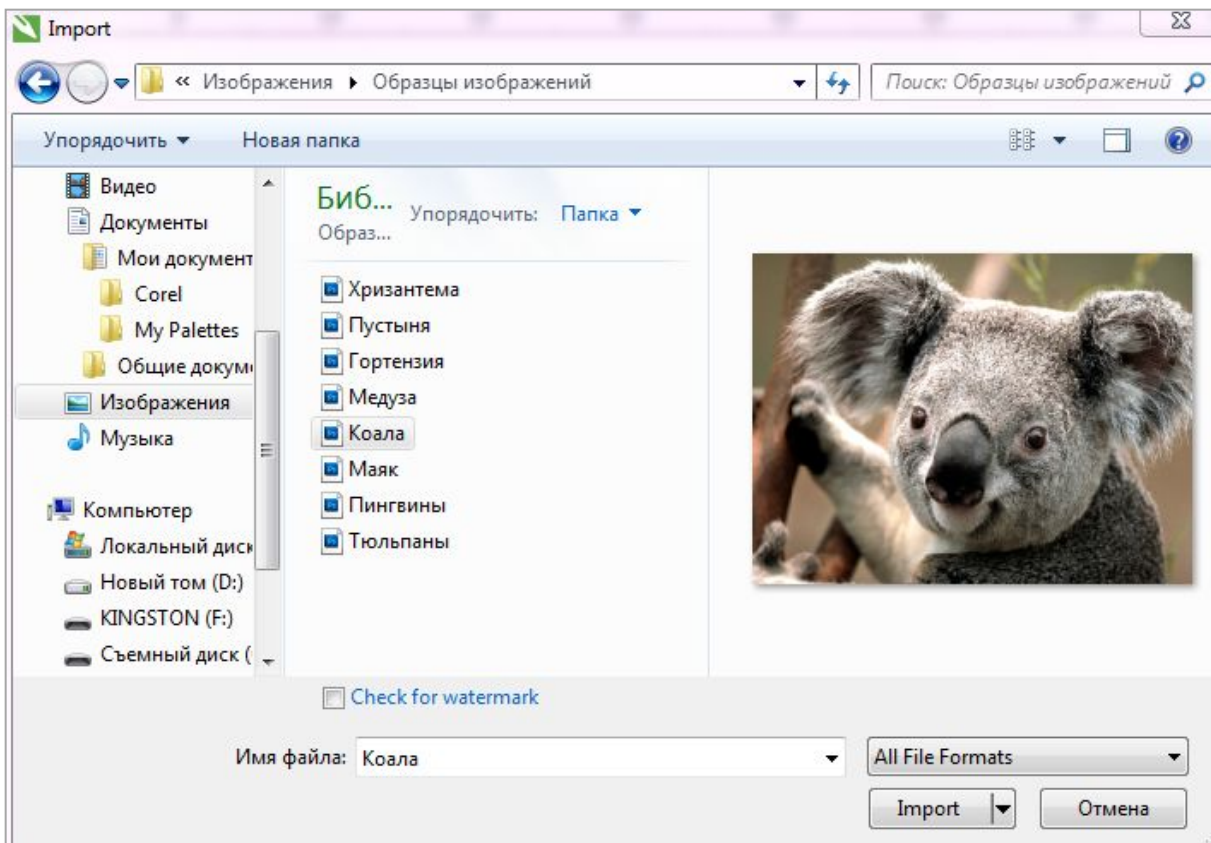 Import
« Изображения ▸ Образцы изображений
Поиск: Образцы изображений
Упорядочить
Новая папка
Видео
Документы
Мои документ
Corel
My Palettes
Общие докум
Изображения
Музыка
Компьютер
Локальный диск
Новый том (D:)
KINGSTON (F:)
Съемный диск (
Биб...
Образ...
Упорядочить: Папка
Хризантема
Пустыня
Гортензия
Медуза
Коала
Маяк
Пингвины
Тюльпаны
Check for watermark
Имя файла: Коала
All File Formats
Import
Отмена